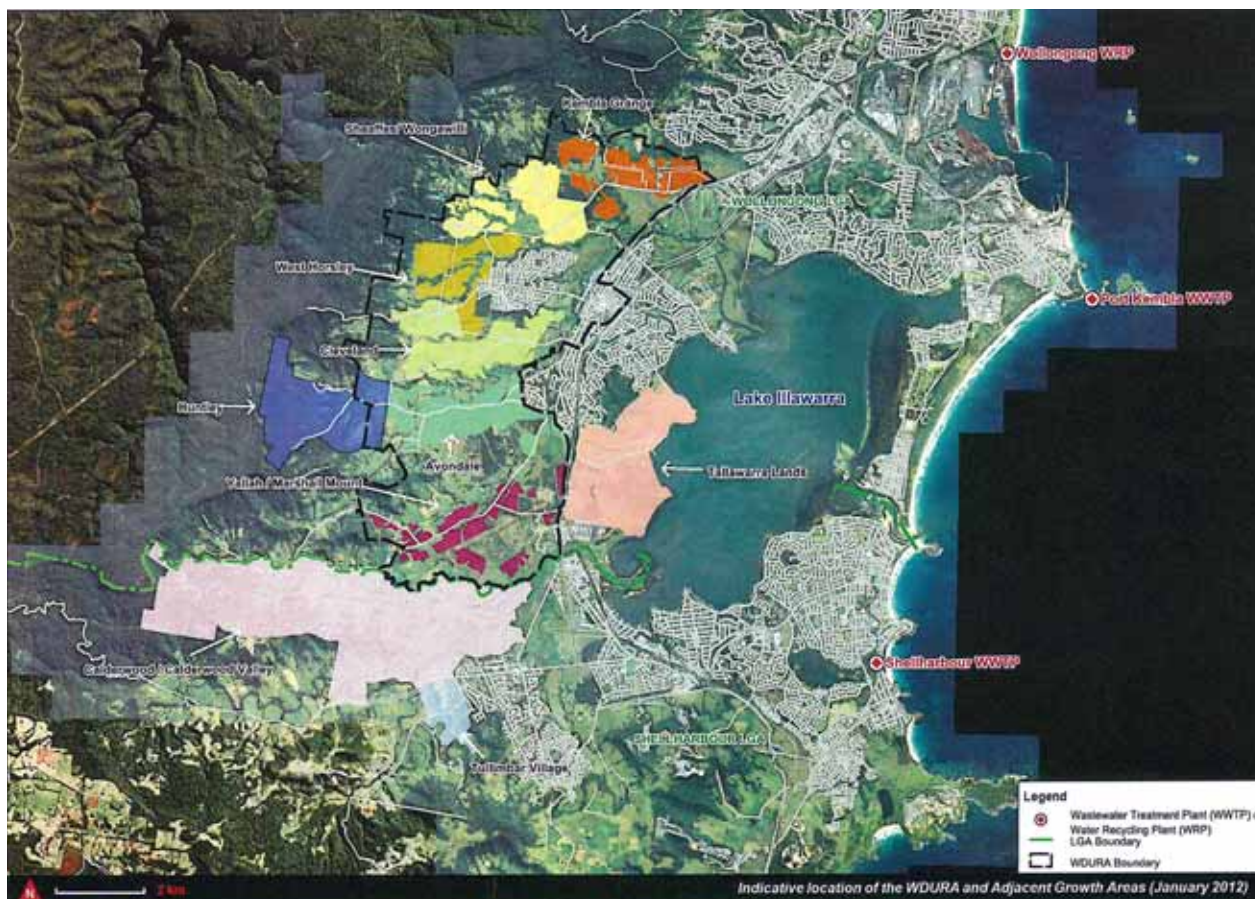 Wollongong WRP
Kembla Grange
Sheaffes / Wongawilli
WOLLONGONG LGA
West Horsley
Port Kembla WWTP
Cleveland
Lake Illawarra
Huntley
Avondale
Tallawarra Lands
Yallah / Marshall Mount
Shellharbour WWTP
Calderwood / Calderwood Valley
SHELLHARBOUR LGA
Tullimbar Village
Legend
Wastewater Treatment Plant (WWTP)
Water Recycling Plant (WRP)
LGA Boundary
WDURA Boundary
N
2 km
Indicative location of the WDURA and Adjacent Growth Areas (January 2012)